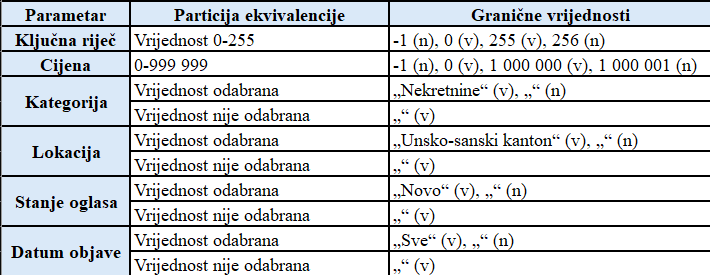 Parametar Particija ekvivalencije Granične vrijednosti
Ključna riječ Vrijednost 0-255 -1 (n), 0 (v), 255 (v), 256 (n)
Cijena 0-999 999 -1 (n), 0 (v), 1 000 000 (v), 1 000 001 (n)
Kategorija Vrijednost odabrana „Nekretnine“ (v), „“ (n)
Vrijednost nije odabrana „“ (v)
Lokacija Vrijednost odabrana „Unsko-sanski kanton“ (v), „“ (n)
Vrijednost nije odabrana „“ (v)
Stanje oglasa Vrijednost odabrana „Novo“ (v), „“ (n)
Vrijednost nije odabrana „“ (v)
Datum objave Vrijednost odabrana „Sve“ (v), „“ (n)
Vrijednost nije odabrana „“ (v)